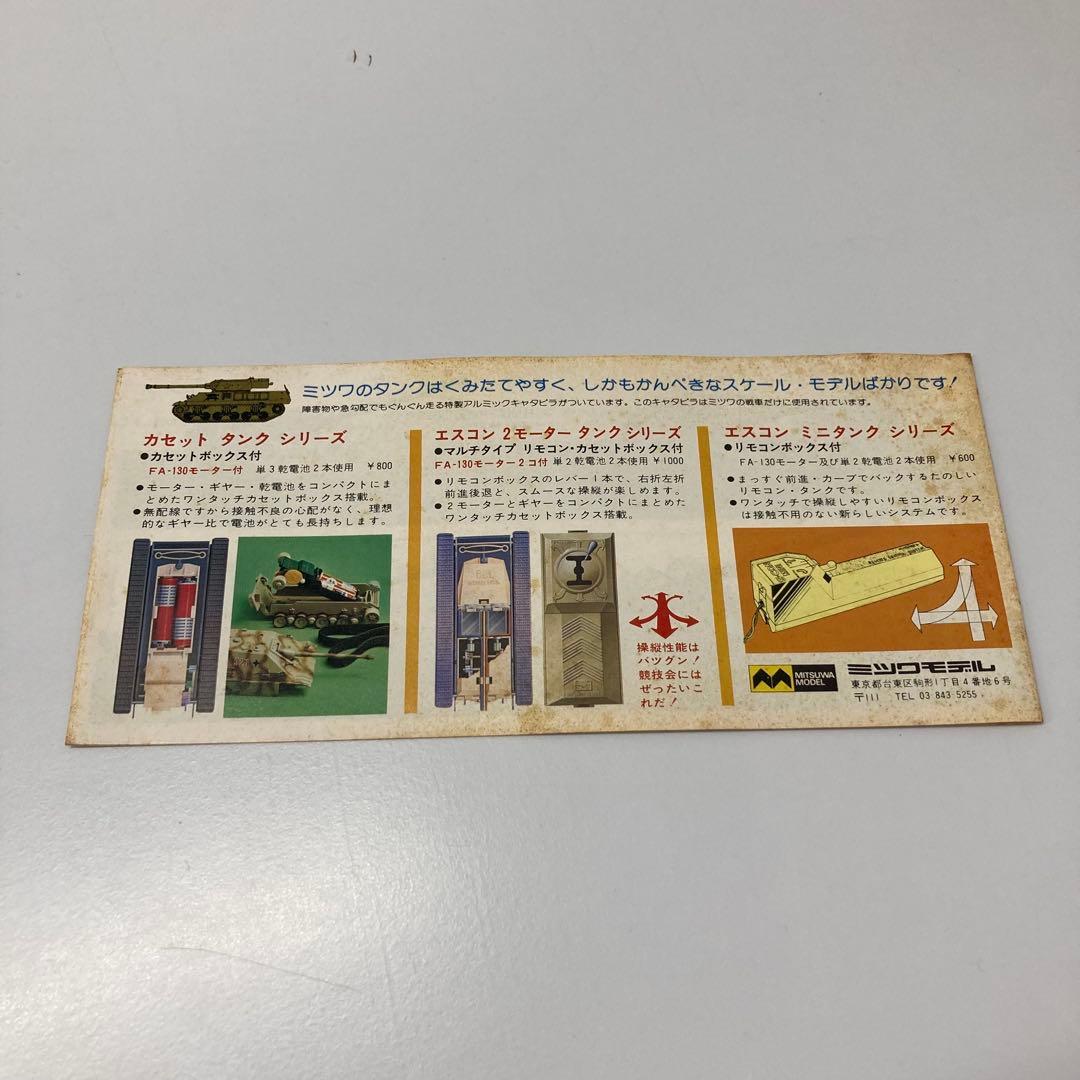 ミツワのタンクはくみたてやすく、しかもかんぺきなスケール・モデルばかりです!
障害物や急勾配でもぐんぐん走る特製アルミックキャタピラがついています。このキャタピラはミツワの戦車だけに使用されています。
カセット タンク シリーズ
●カセットボックス付
FA-130モーター付 単3乾電池2本使用 ¥800
●モーター・ギヤー・乾電池をコンパクトにま
とめたワンタッチカセットボックス搭載。
●無配線ですから接触不良の心配がなく、理想
的なギヤー比で電池がとても長持ちします。
エスコン 2モーター タンク シリーズ
●マルチタイプ リモコン・カセットボックス付
FA-130モーター2コ付 単2乾電池2本使用 ¥1000
●リモコンボックスのレバー1本で、右折左折
前進後退と、スムースな操縦が楽しめます。
●2モーターとギヤーをコンパクトにまとめた
ワンタッチカセットボックス搭載。
操縦性能は
バツグン!
競技会には
ぜったいこ
れだ!
エスコン ミニタンク シリーズ
●リモコンボックス付
FA-130モーター及び単2乾電池2本使用 ¥600
●まっすぐ前進・カーブでバックするたのしい
リモコン・タンクです。
●ワンタッチで操縦しやすいリモコンボックス
は接触不用のない新らしいシステムです。
MITSUWA
MODEL
ミツワモデル
東京都台東区駒形1丁目4番地6号
〒111 TEL 03-843-5255